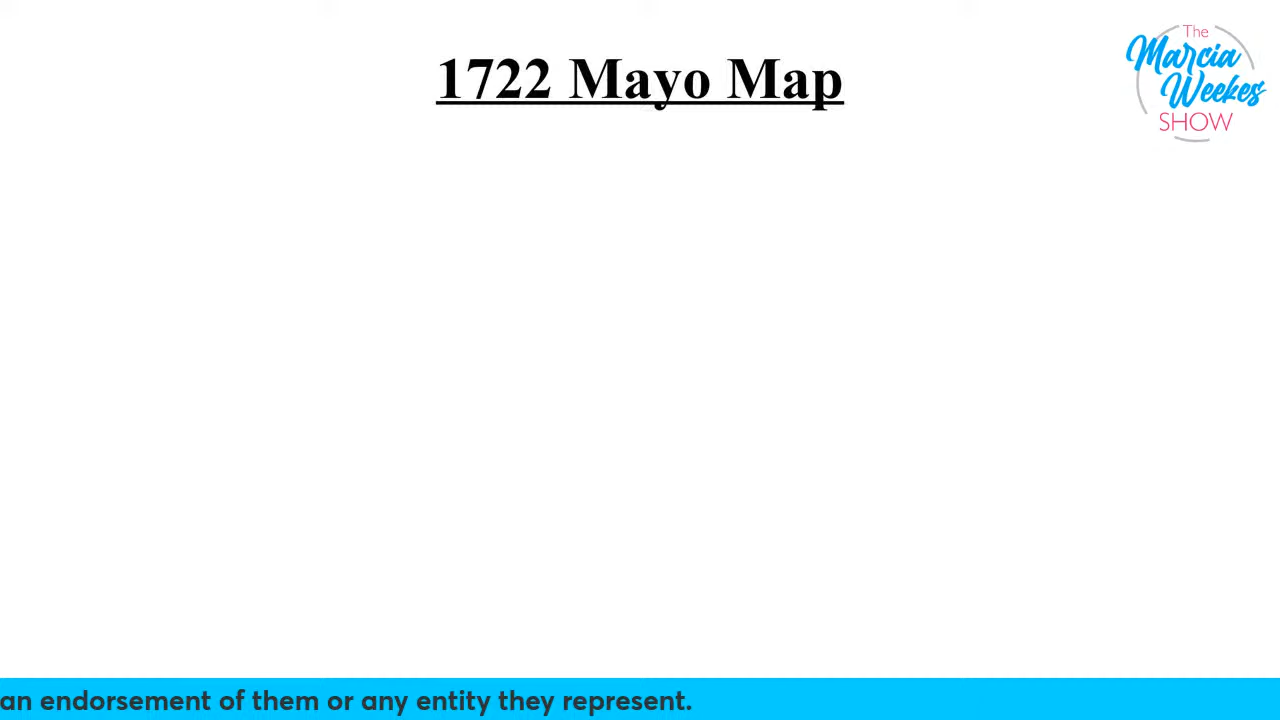 1722 Mayo Map
The
Marcia
Weekes
SHOW
an endorsement of them or any entity they represent.